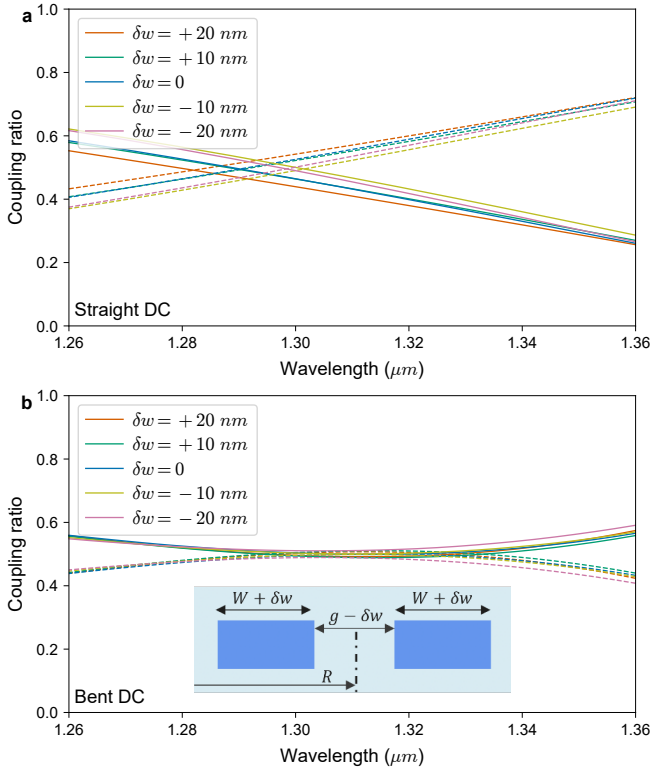 a
1.0
0.8
0.6
0.4
0.2
0.0
Coupling ratio
δw = +20 nm
δw = +10 nm
δw = 0
δw = −10 nm
δw = −20 nm
Straight DC
1.26 1.28 1.30 1.32 1.34 1.36
Wavelength (μm)
b
1.0
0.8
0.6
0.4
0.2
0.0
Coupling ratio
δw = +20 nm
δw = +10 nm
δw = 0
δw = −10 nm
δw = −20 nm
W + δw
g − δw
W + δw
R
Bent DC
1.26 1.28 1.30 1.32 1.34 1.36
Wavelength (μm)